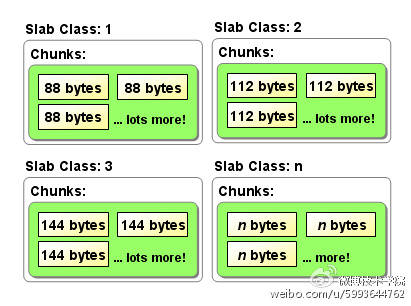 Slab Class: 1
Chunks:
88 bytes
88 bytes
88 bytes
... lots more!
Slab Class: 2
Chunks:
112 bytes
112 bytes
112 bytes
... lots more!
Slab Class: 3
Chunks:
144 bytes
144 bytes
144 bytes
... lots more!
Slab Class: n
Chunks:
n bytes
n bytes
n bytes
... more!
weibo.com/u/5993644762